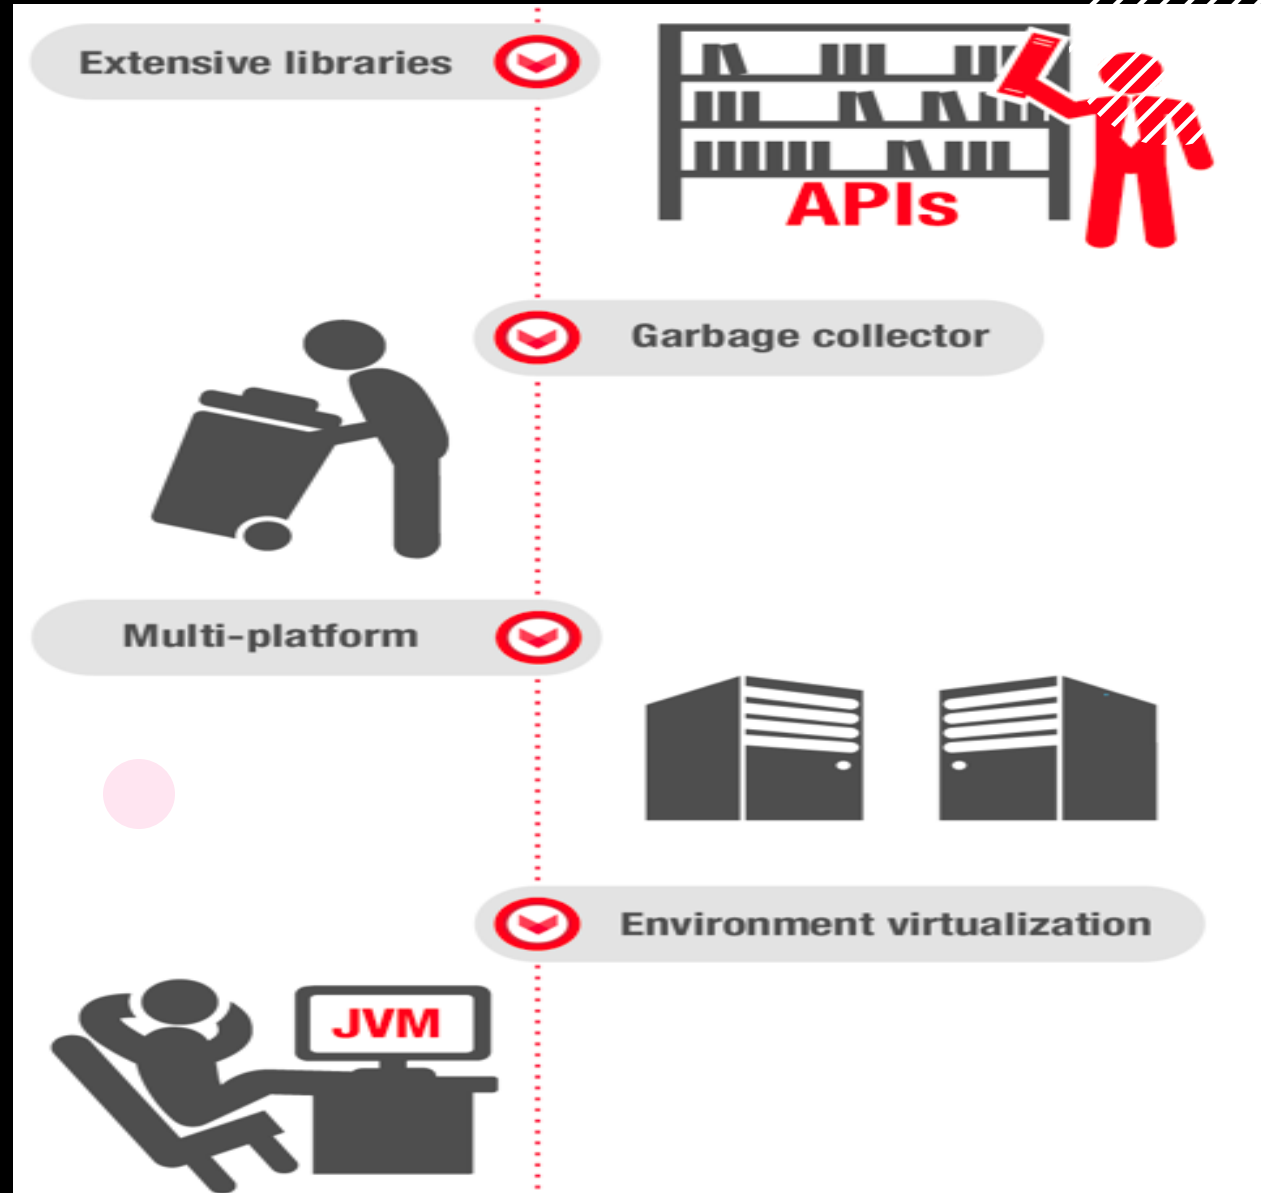 Extensive libraries
APIs
Garbage collector
Multi-platform
Environment virtualization
JVM